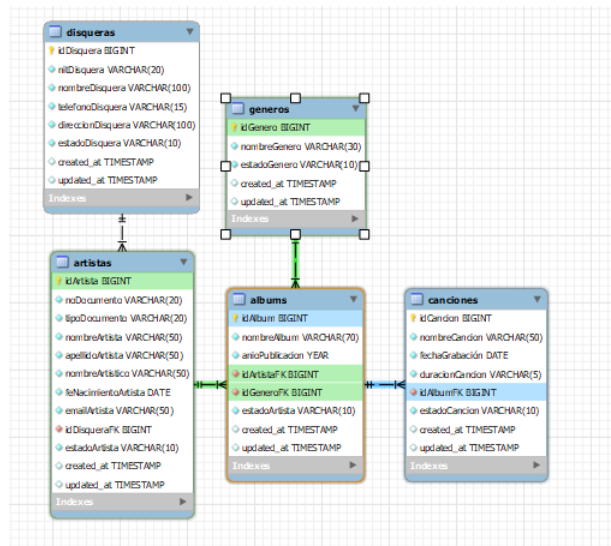 disqueras
idDisquera BIGINT
nitDisquera VARCHAR(20)
nombreDisquera VARCHAR(100)
telefonoDisquera VARCHAR(15)
direccionDisquera VARCHAR(100)
estadoDisquera VARCHAR(10)
created_at TIMESTAMP
updated_at TIMESTAMP
Indexes
generos
idGenero BIGINT
nombreGenero VARCHAR(30)
estadoGenero VARCHAR(10)
created_at TIMESTAMP
updated_at TIMESTAMP
Indexes
artistas
idArtista BIGINT
noDocumento VARCHAR(20)
tipoDocumento VARCHAR(20)
nombreArtista VARCHAR(50)
apellidoArtista VARCHAR(50)
nombreArtistico VARCHAR(50)
feNacimientoArtista DATE
emailArtista VARCHAR(50)
idDisqueraFK BIGINT
estadoArtista VARCHAR(10)
created_at TIMESTAMP
updated_at TIMESTAMP
Indexes
albums
idAlbum BIGINT
nombreAlbum VARCHAR(70)
anioPublicacion YEAR
idArtistaFK BIGINT
idGeneroFK BIGINT
estadoArtista VARCHAR(10)
created_at TIMESTAMP
updated_at TIMESTAMP
Indexes
canciones
idCancion BIGINT
nombreCancion VARCHAR(50)
fechaGrabación DATE
duracionCancion VARCHAR(5)
idAlbumFK BIGINT
estadoCancion VARCHAR(10)
created_at TIMESTAMP
updated_at TIMESTAMP
Indexes